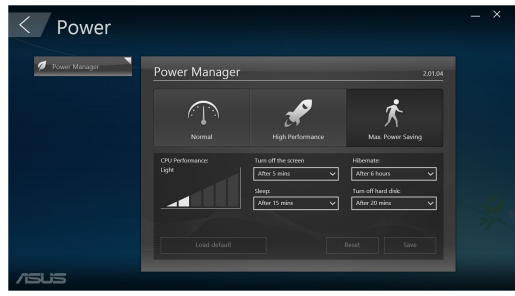 Power
Power Manager
Power Manager
2.01.04
Normal
High Performance
Max. Power Saving
CPU Performance:
Light
Turn off the screen
After 5 mins
Hibernate:
After 6 hours
Sleep:
After 15 mins
Turn off hard disk:
After 20 mins
Load default
Reset
Save
ASUS